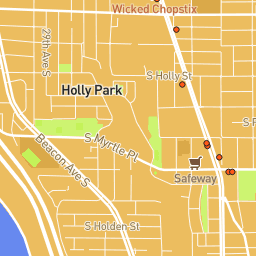 Wicked Chopstix
29th Ave S
S Holly St
Holly Park
S Myrtle Pl
Beacon Ave S
Safeway
S Holden St